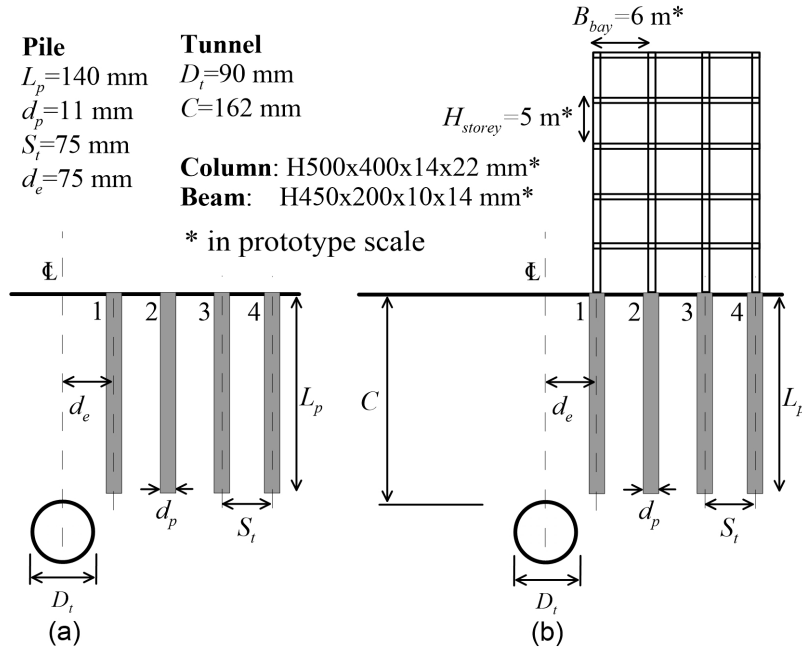 Pile
L_p=140 mm
d_p=11 mm
S_t=75 mm
d_e=75 mm
Tunnel
D_t=90 mm
C=162 mm
Column: H500x400x14x22 mm*
Beam: H450x200x10x14 mm*
* in prototype scale
B_bay=6 m*
H_storey=5 m*
℄
1 2 3 4
d_e
L_p
d_p
S_t
D_t
(a)
℄
1 2 3 4
C
d_e
L_p
d_p
S_t
D_t
(b)